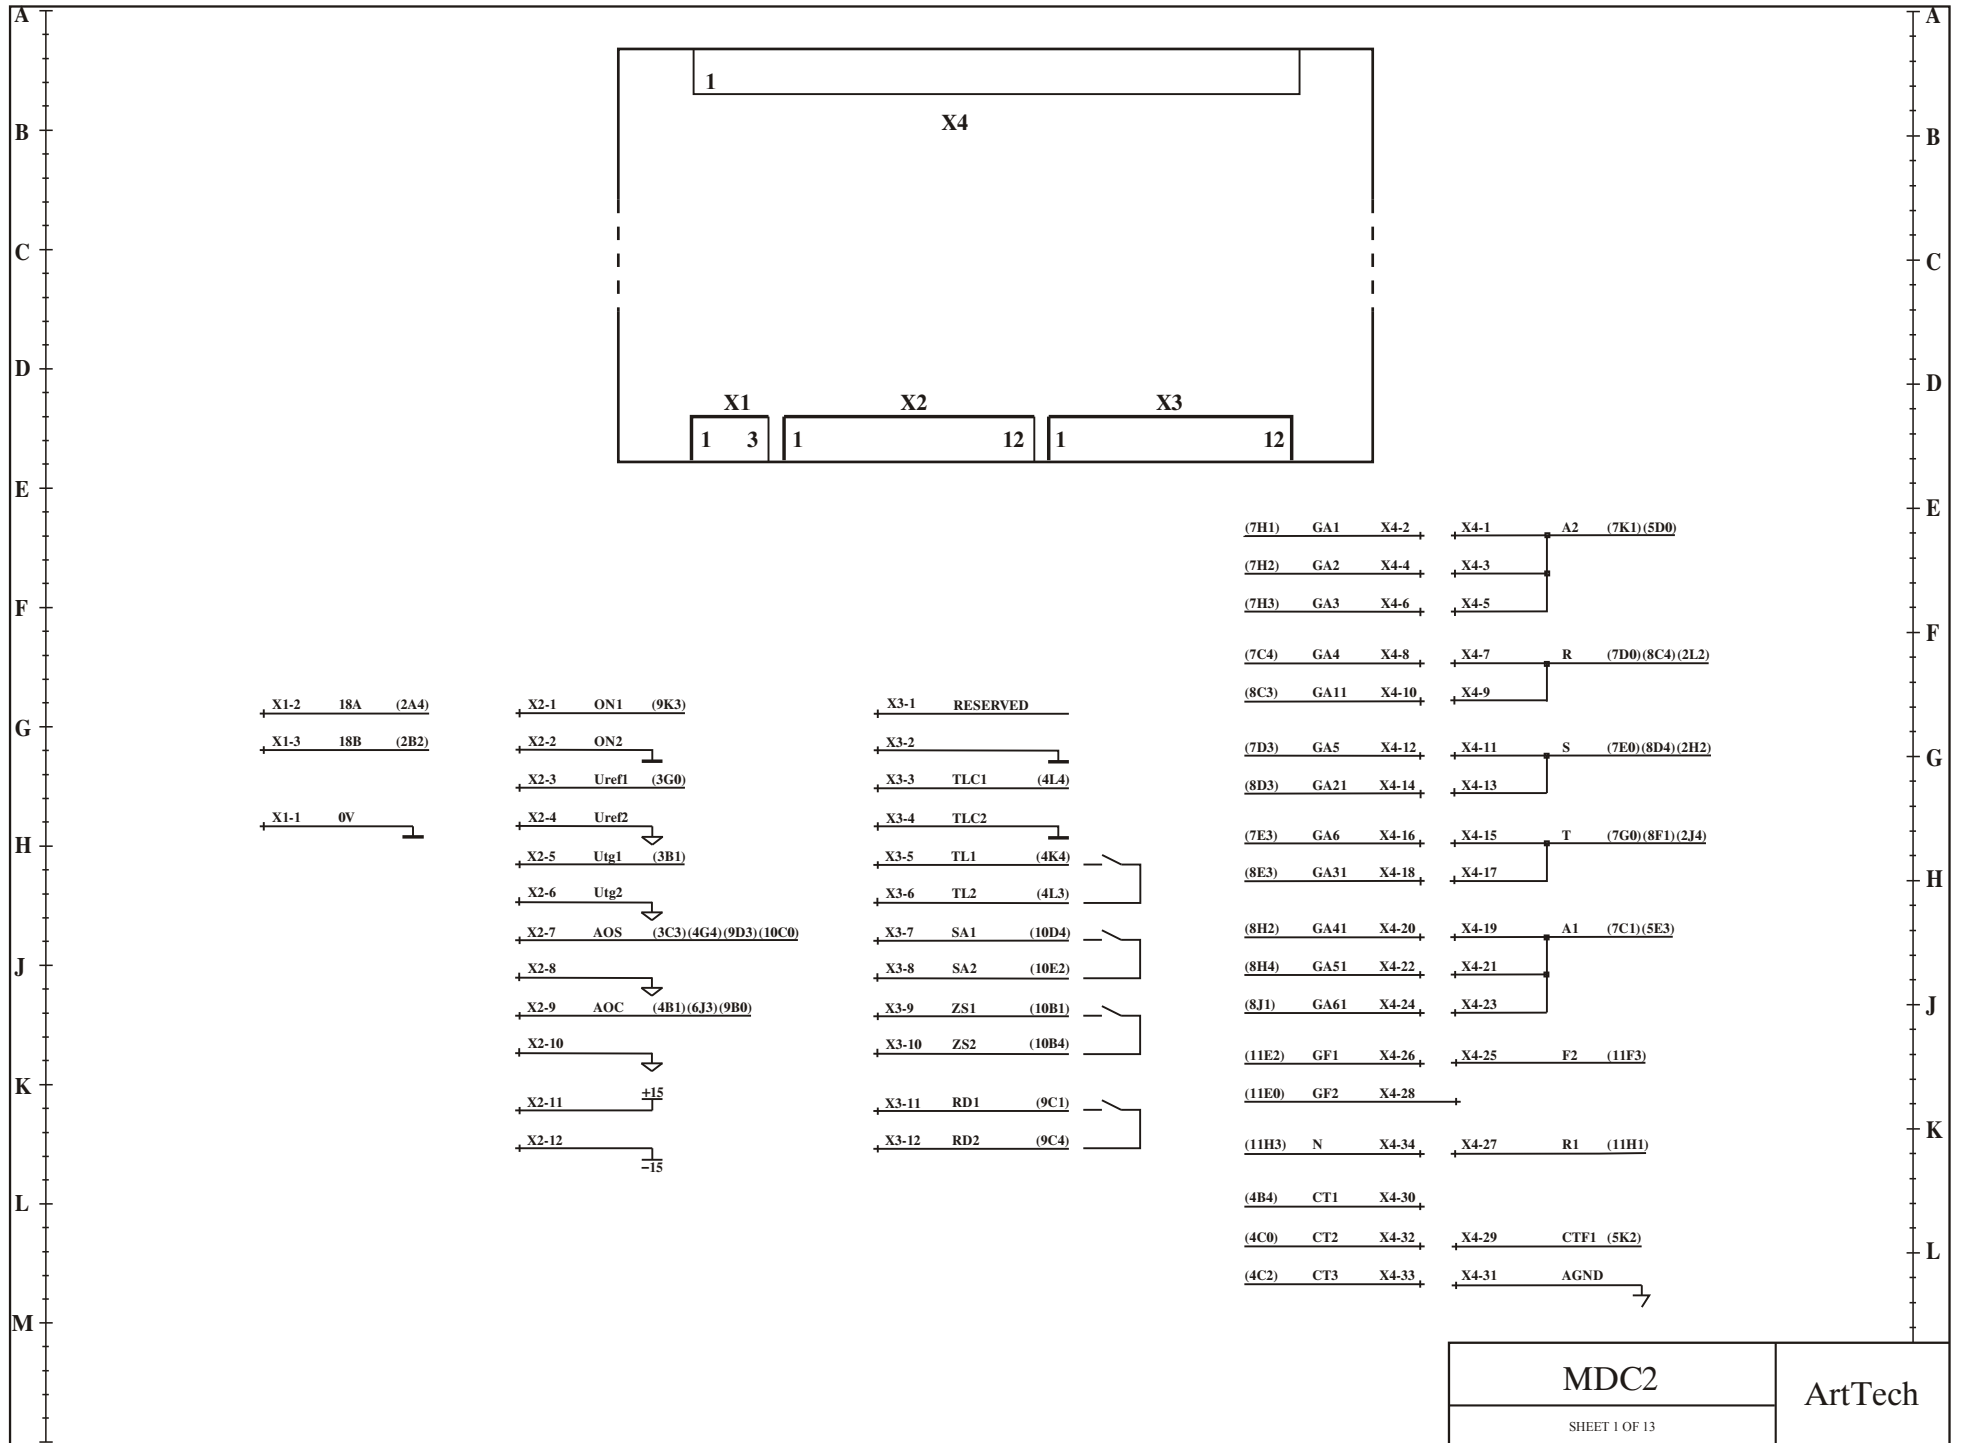 A
A
1
X4
B
B
C
C
D
D
X1
X2
X3
1 3
1 12
1 12
E
E
(7H1) GA1 X4-2 X4-1 A2 (7K1)(5D0)
(7H2) GA2 X4-4 X4-3
(7H3) GA3 X4-6 X4-5
F
F
(7C4) GA4 X4-8 X4-7 R (7D0)(8C4)(2L2)
(8C3) GA11 X4-10 X4-9
X1-2 18A (2A4)
X2-1 ON1 (9K3)
X3-1 RESERVED
G
X1-3 18B (2B2)
X2-2 ON2
X3-2
(7D3) GA5 X4-12 X4-11 S (7E0)(8D4)(2H2)
G
X2-3 Uref1 (3G0)
X3-3 TLC1 (4L4)
(8D3) GA21 X4-14 X4-13
X1-1 0V
X2-4 Uref2
X3-4 TLC2
(7E3) GA6 X4-16 X4-15 T (7G0)(8F1)(2J4)
H
X2-5 Utg1 (3B1)
X3-5 TL1 (4K4)
(8E3) GA31 X4-18 X4-17
H
X2-6 Utg2
X3-6 TL2 (4L3)
X2-7 AOS (3C3)(4G4)(9D3)(10C0)
X3-7 SA1 (10D4)
(8H2) GA41 X4-20 X4-19 A1 (7C1)(5E3)
J
X2-8
X3-8 SA2 (10E2)
(8H4) GA51 X4-22 X4-21
X2-9 AOC (4B1)(6J3)(9B0)
X3-9 ZS1 (10B1)
(8J1) GA61 X4-24 X4-23
J
X2-10
X3-10 ZS2 (10B4)
(11E2) GF1 X4-26 X4-25 F2 (11F3)
K
+15
X2-11
X3-11 RD1 (9C1)
(11E0) GF2 X4-28
K
X2-12
−15
X3-12 RD2 (9C4)
(11H3) N X4-34 X4-27 R1 (11H1)
L
(4B4) CT1 X4-30
(4C0) CT2 X4-32 X4-29 CTF1 (5K2)
L
(4C2) CT3 X4-33 X4-31 AGND
M
MDC2
ArtTech
SHEET 1 OF 13